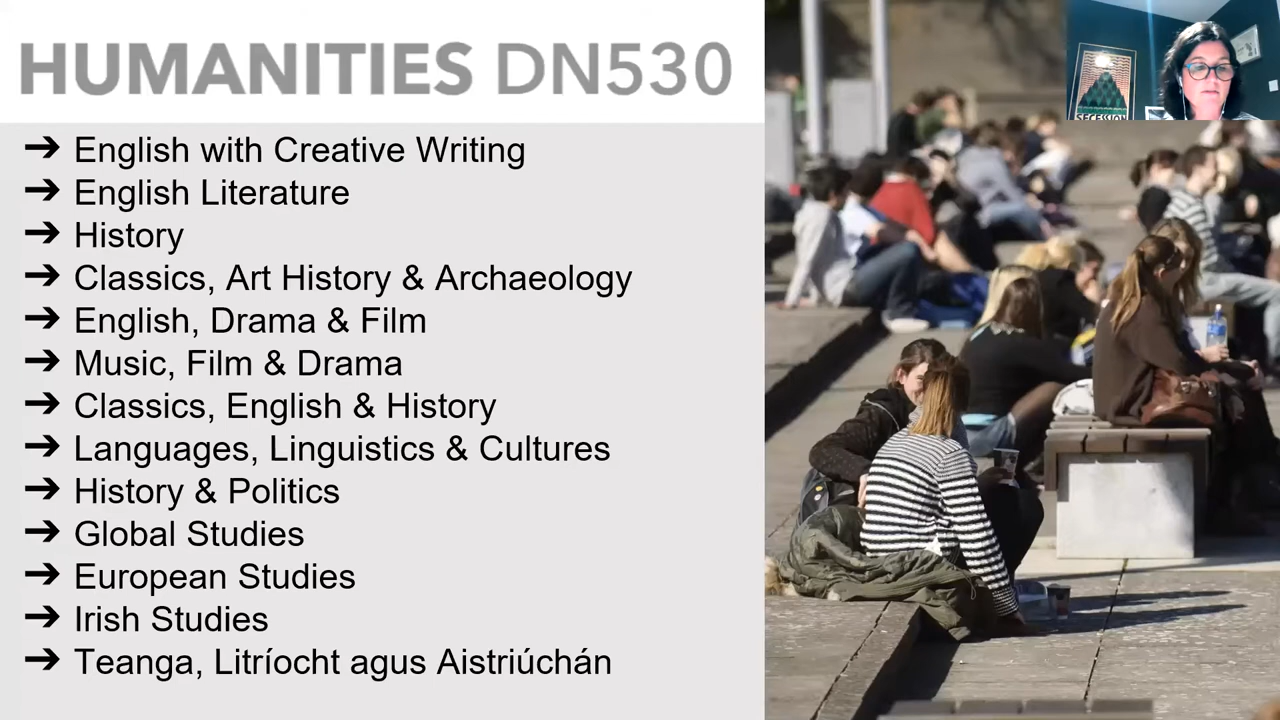 HUMANITIES DN530
➔ English with Creative Writing
➔ English Literature
➔ History
➔ Classics, Art History & Archaeology
➔ English, Drama & Film
➔ Music, Film & Drama
➔ Classics, English & History
➔ Languages, Linguistics & Cultures
➔ History & Politics
➔ Global Studies
➔ European Studies
➔ Irish Studies
➔ Teanga, Litríocht agus Aistriúchán
SECESSION